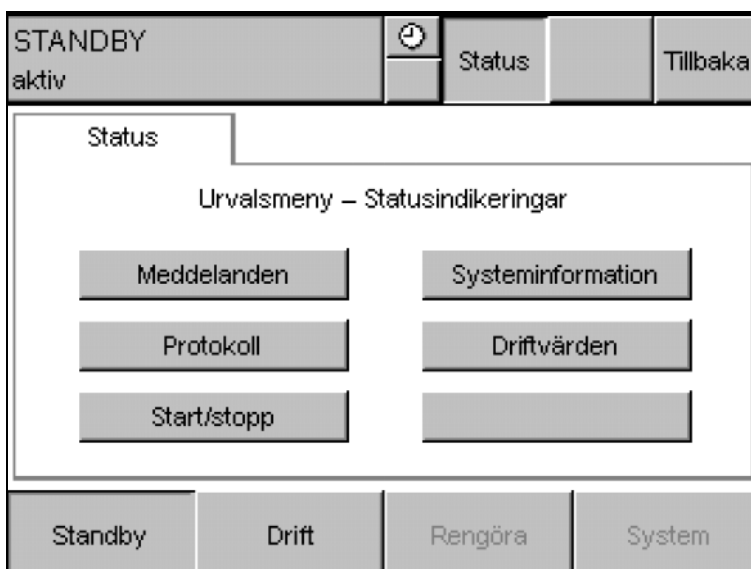 STANDBY
aktiv
Status
Tillbaka
Status
Urvalsmeny – Statusindikeringar
Meddelanden
Systeminformation
Protokoll
Driftvärden
Start/stopp
Standby
Drift
Rengöra
System